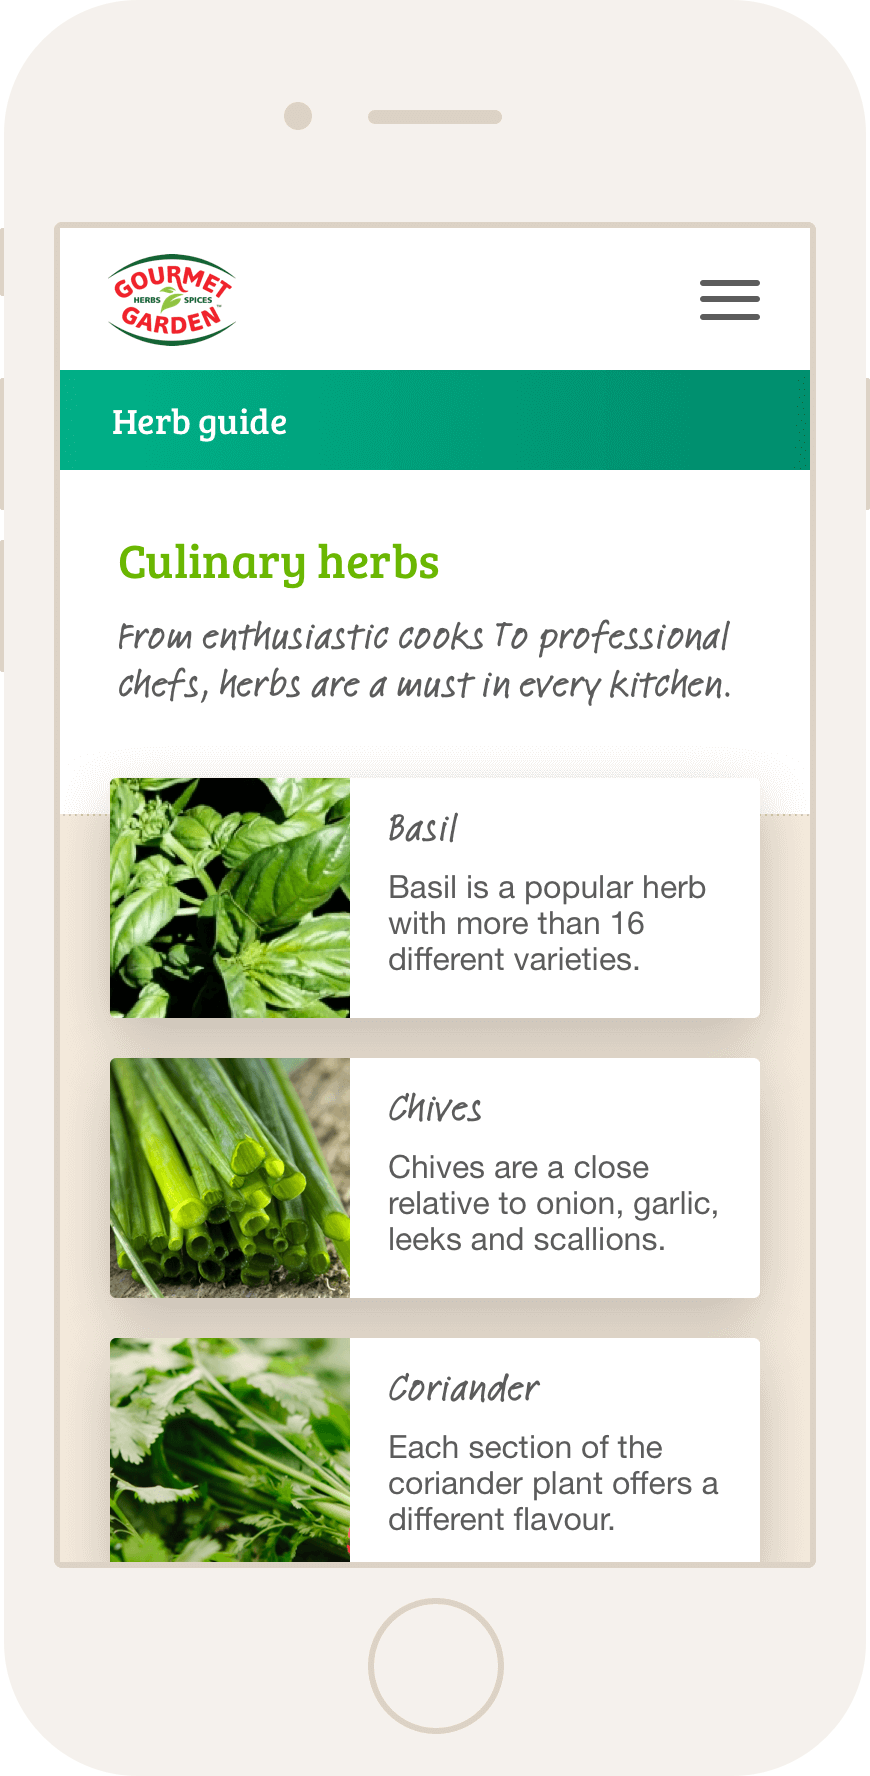 GOURMET
HERBS SPICES
GARDEN™
Herb guide
Culinary herbs
From enthusiastic cooks To professional
chefs, herbs are a must in every kitchen.
Basil
Basil is a popular herb
with more than 16
different varieties.
Chives
Chives are a close
relative to onion, garlic,
leeks and scallions.
Coriander
Each section of the
coriander plant offers a
different flavour.